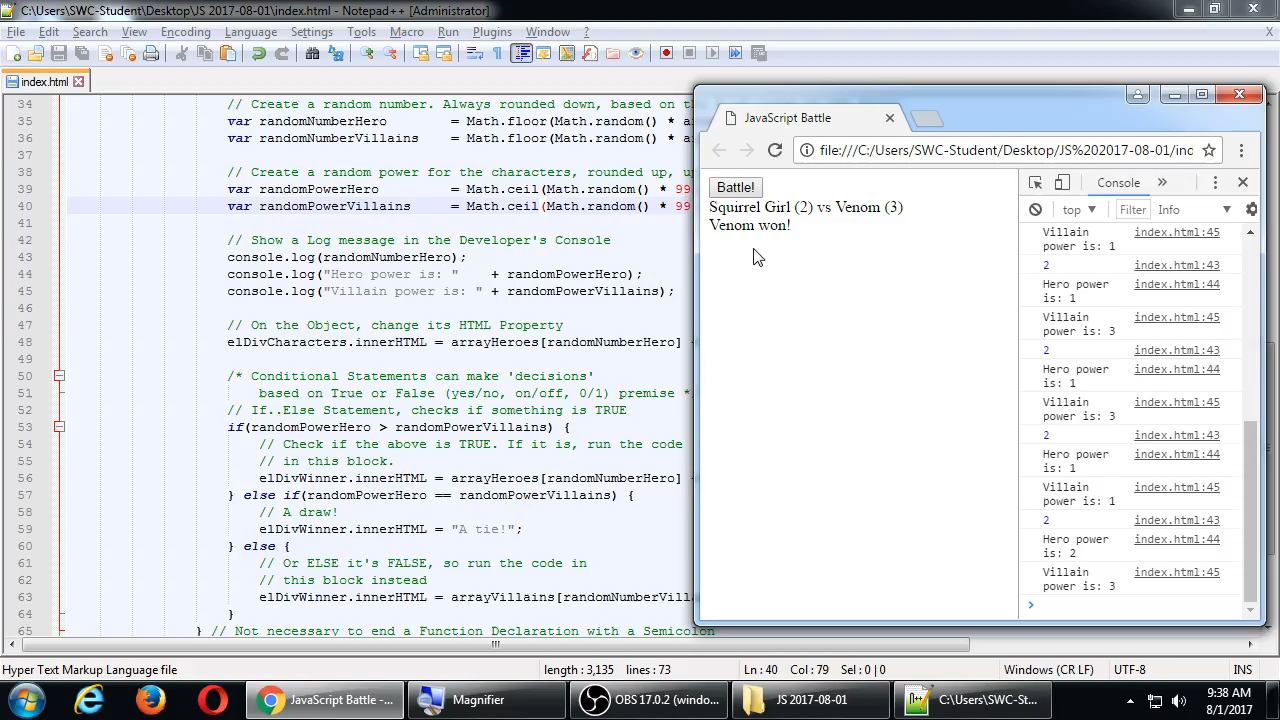 C:\Users\SWC-Student\Desktop\JS 2017-08-01\index.html - Notepad++ [Administrator]
File Edit Search View Encoding Language Settings Tools Macro Run Plugins Window ? X
index.html
34 // Create a random number. Always rounded down, based on th
35 var randomNumberHero = Math.floor(Math.random() * a
36 var randomNumberVillains = Math.floor(Math.random() * a
37
38 // Create a random power for the characters, rounded up, u
39 var randomPowerHero = Math.ceil(Math.random() * 99
40 var randomPowerVillains = Math.ceil(Math.random() * 99
41
42 // Show a Log message in the Developer's Console
43 console.log(randomNumberHero);
44 console.log("Hero power is: " + randomPowerHero);
45 console.log("Villain power is: " + randomPowerVillains);
46
47 // On the Object, change its HTML Property
48 elDivCharacters.innerHTML = arrayHeroes[randomNumberHero] +
49
50 /* Conditional Statements can make 'decisions'
51 based on True or False (yes/no, on/off, 0/1) premise *
52 // If..Else Statement, checks if something is TRUE
53 if(randomPowerHero > randomPowerVillains) {
54 // Check if the above is TRUE. If it is, run the code
55 // in this block.
56 elDivWinner.innerHTML = arrayHeroes[randomNumberHero] +
57 } else if(randomPowerHero == randomPowerVillains) {
58 // A draw!
59 elDivWinner.innerHTML = "A tie!";
60 } else {
61 // Or ELSE it's FALSE, so run the code in
62 // this block instead
63 elDivWinner.innerHTML = arrayVillains[randomNumberVill
64 }
65 } // Not necessary to end a Function Declaration with a Semicolon
JavaScript Battle
file:///C:/Users/SWC-Student/Desktop/JS%202017-08-01/ind
Battle!
Squirrel Girl (2) vs Venom (3)
Venom won!
Console »
top Filter Info
Villain power is: 1 index.html:45
2 index.html:43
Hero power is: 1 index.html:44
Villain power is: 3 index.html:45
2 index.html:43
Hero power is: 1 index.html:44
Villain power is: 3 index.html:45
2 index.html:43
Hero power is: 1 index.html:44
Villain power is: 1 index.html:45
2 index.html:43
Hero power is: 2 index.html:44
Villain power is: 3 index.html:45
Hyper Text Markup Language file length : 3,135 lines : 73 Ln : 40 Col : 79 Sel : 0 | 0 Windows (CR LF) UTF-8 INS
JavaScript Battle -... Magnifier OBS 17.0.2 (windo... JS 2017-08-01 C:\Users\SWC-St... 9:38 AM
8/1/2017